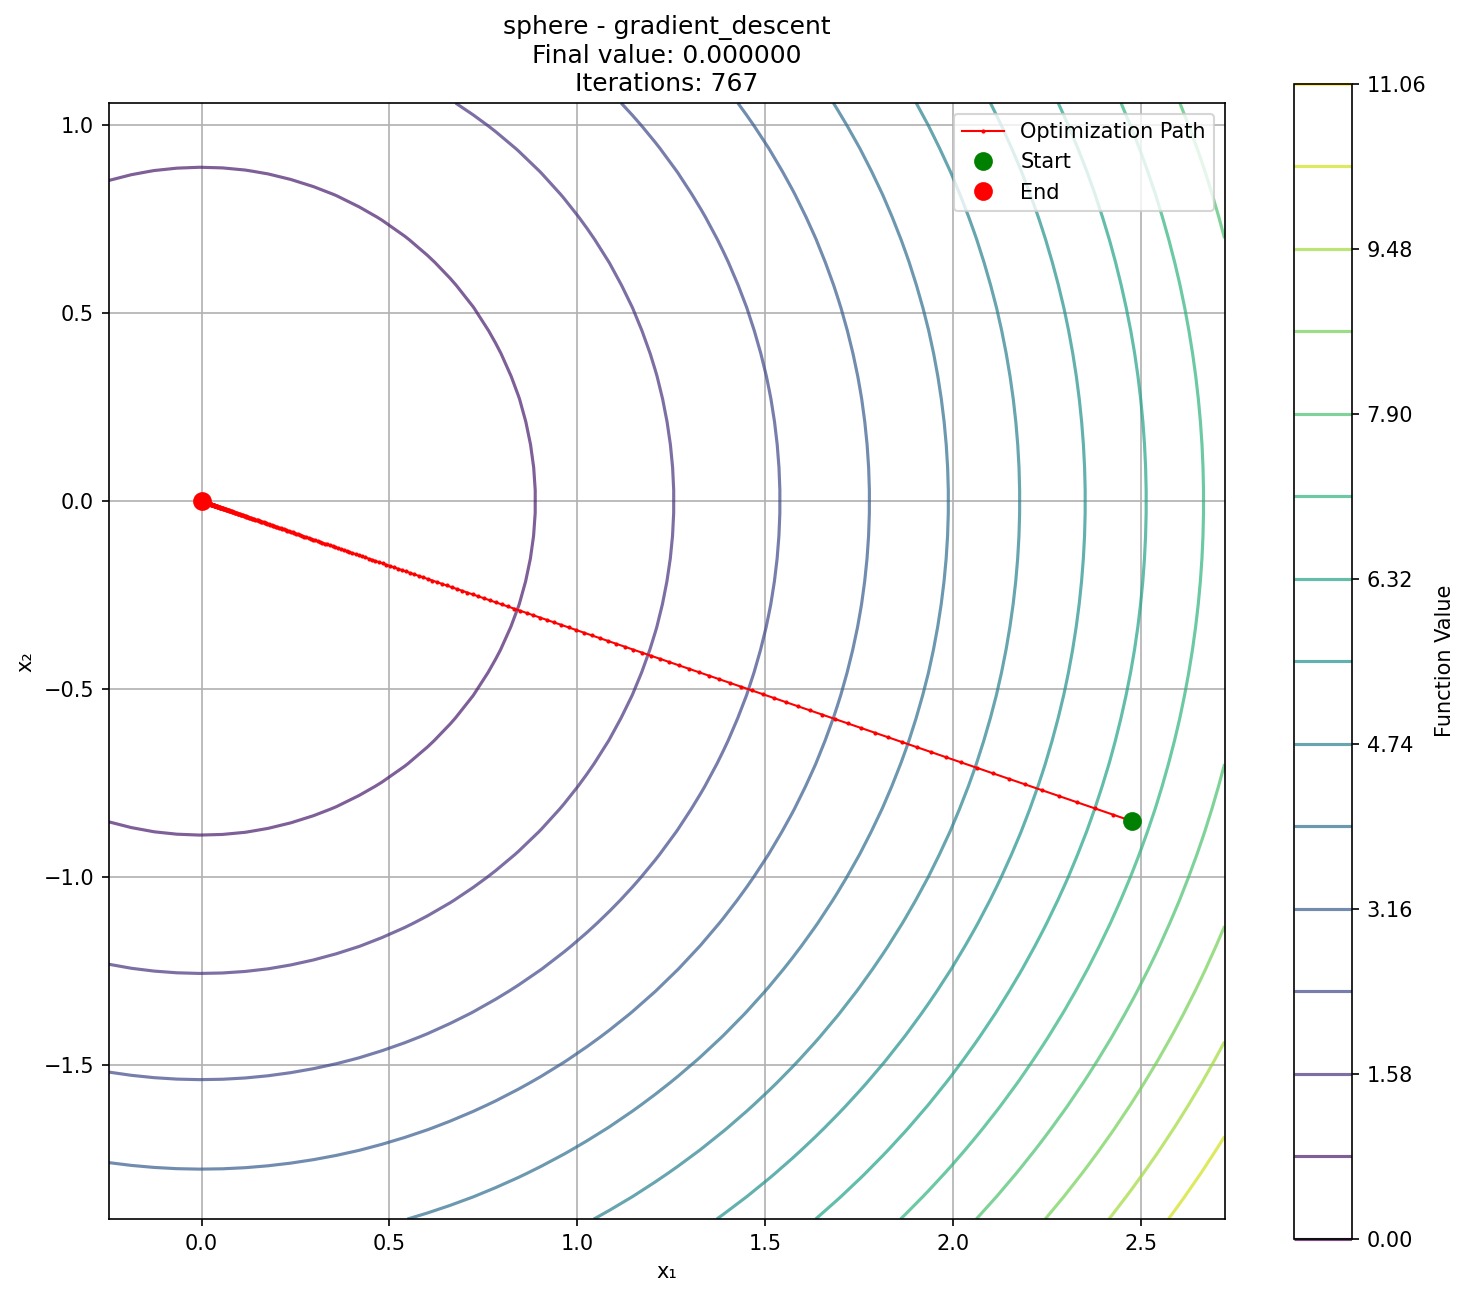 sphere - gradient_descent
Final value: 0.000000
Iterations: 767
Optimization Path
Start
End
1.0
0.5
0.0
−0.5
−1.0
−1.5
x₂
0.0
0.5
1.0
1.5
2.0
2.5
x₁
11.06
9.48
7.90
6.32
4.74
3.16
1.58
0.00
Function Value